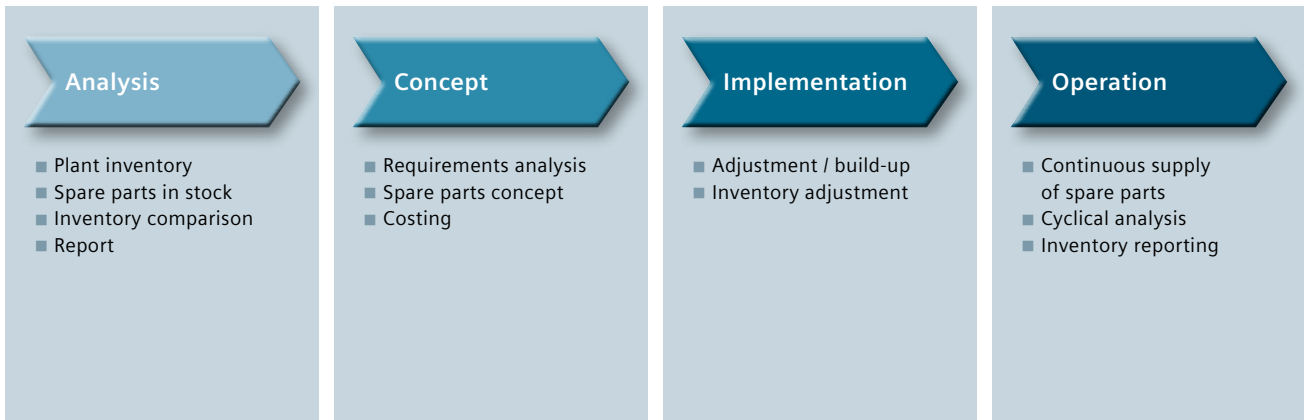 Analysis
Plant inventory
Spare parts in stock
Inventory comparison
Report
Concept
Requirements analysis
Spare parts concept
Costing
Implementation
Adjustment / build-up
Inventory adjustment
Operation
Continuous supply
of spare parts
Cyclical analysis
Inventory reporting